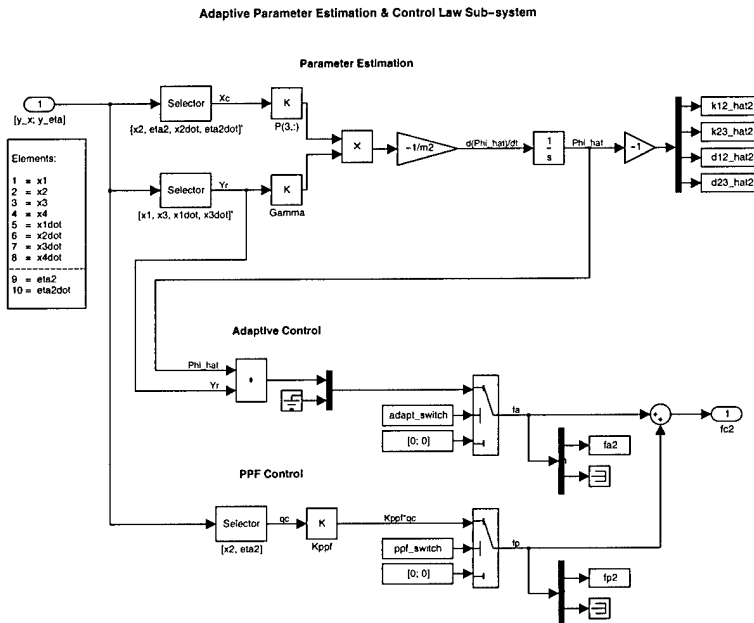 Adaptive Parameter Estimation & Control Law Sub-system
Parameter Estimation
1
[y_x; y_eta]
Selector
Xc
[x2, eta2, x2dot, eta2dot]'
K
P(3,:)
X
-1/m2
d(Phi_hat)/dt
1
s
Phi_hat
-1
k12_hat2
k23_hat2
d12_hat2
d23_hat2
Selector
Yr
[x1, x3, x1dot, x3dot]'
K
Gamma
Elements:
1 = x1
2 = x2
3 = x3
4 = x4
5 = x1dot
6 = x2dot
7 = x3dot
8 = x4dot
9 = eta2
10 = eta2dot
Adaptive Control
Phi_hat
Yr
adapt_switch
[0; 0]
fa
fa2
+
+
1
fc2
PPF Control
Selector
qc
[x2, eta2]
K
Kppf
Kppf*qc
ppf_switch
[0; 0]
fp
fp2